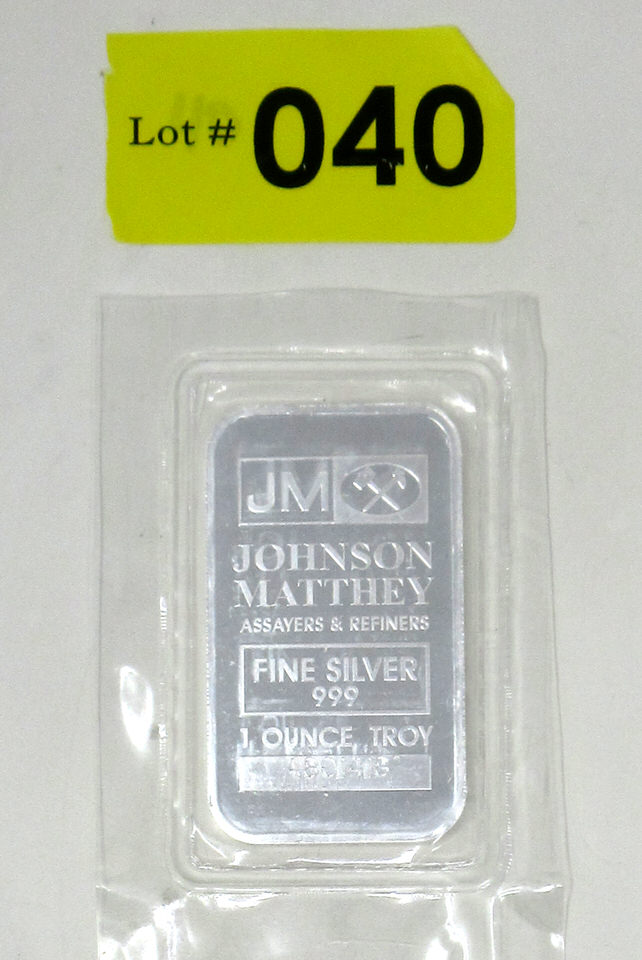 Lot # 040
JM
JOHNSON
MATTHEY
ASSAYERS & REFINERS
FINE SILVER
999
1 OUNCE TROY